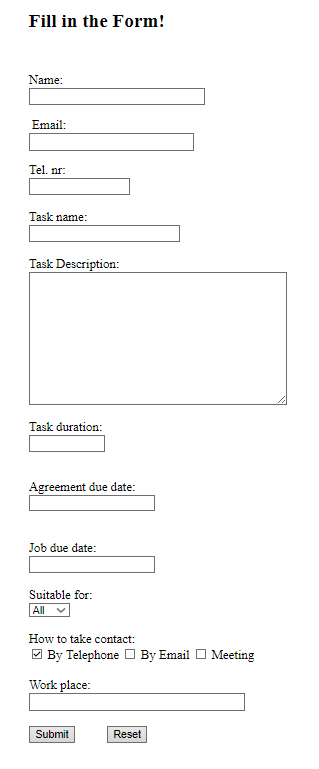 Fill in the Form!
Name:
Email:
Tel. nr:
Task name:
Task Description:
Task duration:
Agreement due date:
Job due date:
Suitable for:
All
How to take contact:
By Telephone By Email Meeting
Work place:
Submit Reset